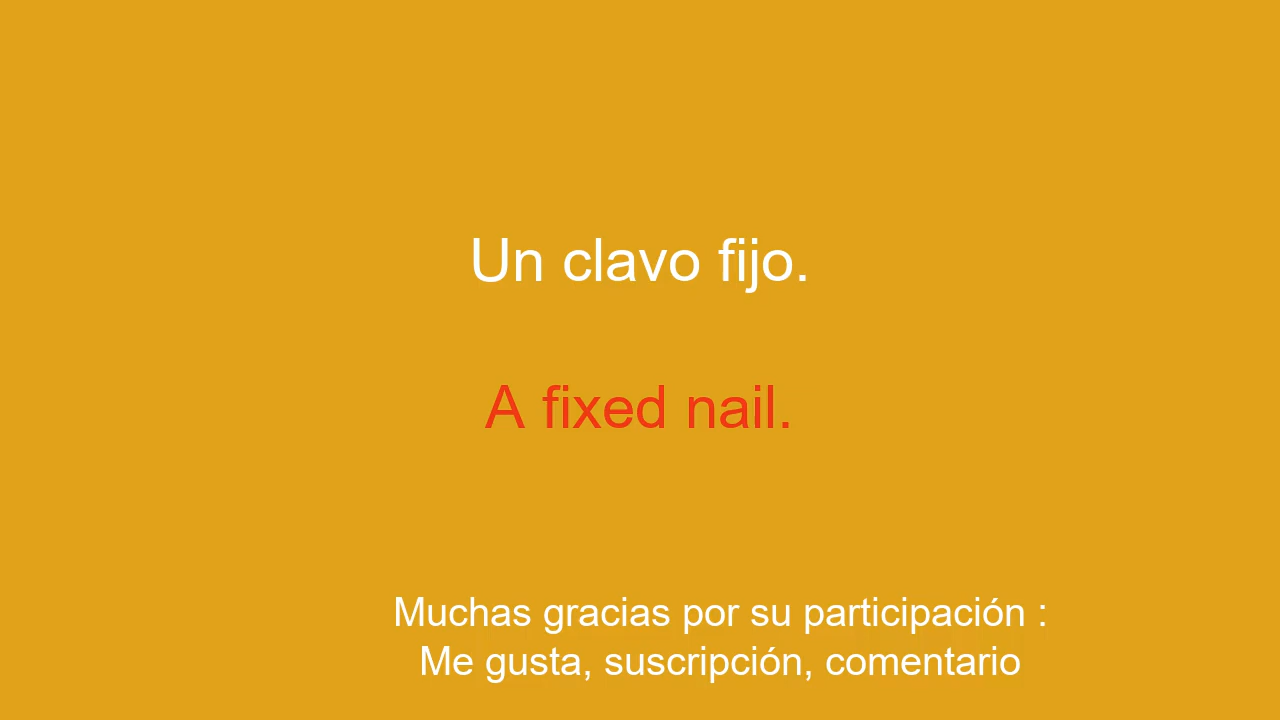 Un clavo fijo.
A fixed nail.
Muchas gracias por su participación :
Me gusta, suscripción, comentario